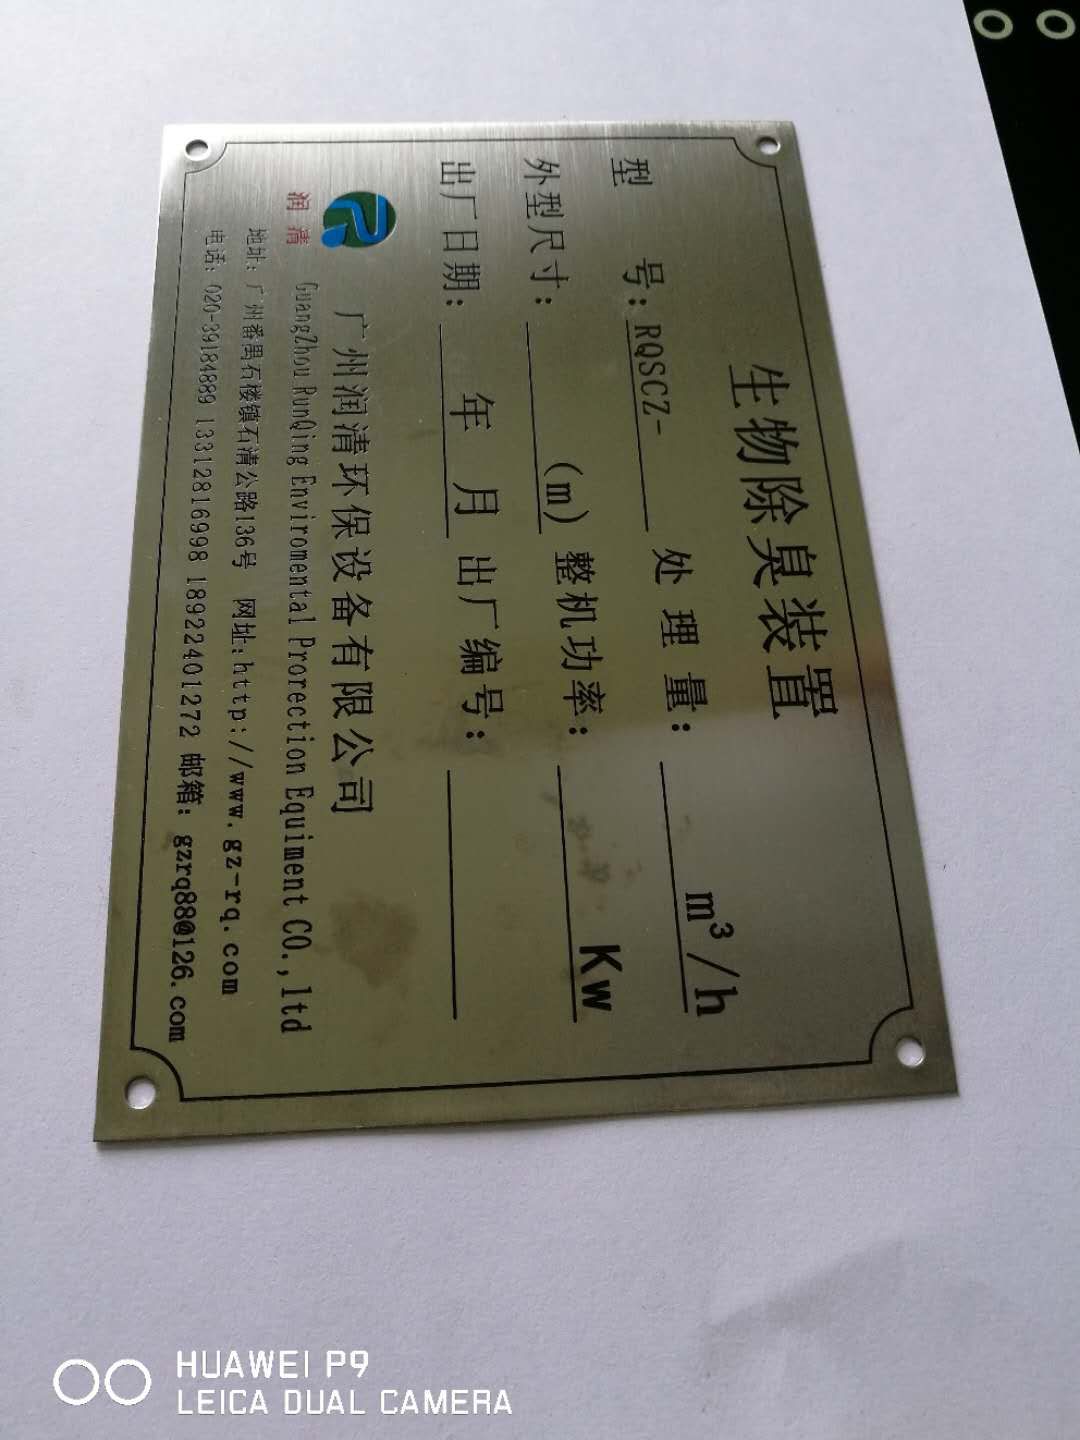 生物除臭装置
型 号: RQSCZ- 处理量: m³/h
外型尺寸: (m) 整机功率: Kw
出厂日期: 年 月 出厂编号:
润清
广州润清环保设备有限公司
GuangZhou RunQing Enviromental Prorection Equiment CO.,ltd
地址: 广州番禺石楼镇石清公路136号 网址:http://www.gz-rq.com
电话: 020-39184889 13312816998 18922401272 邮箱: gzrq88@126.com
HUAWEI P9
LEICA DUAL CAMERA